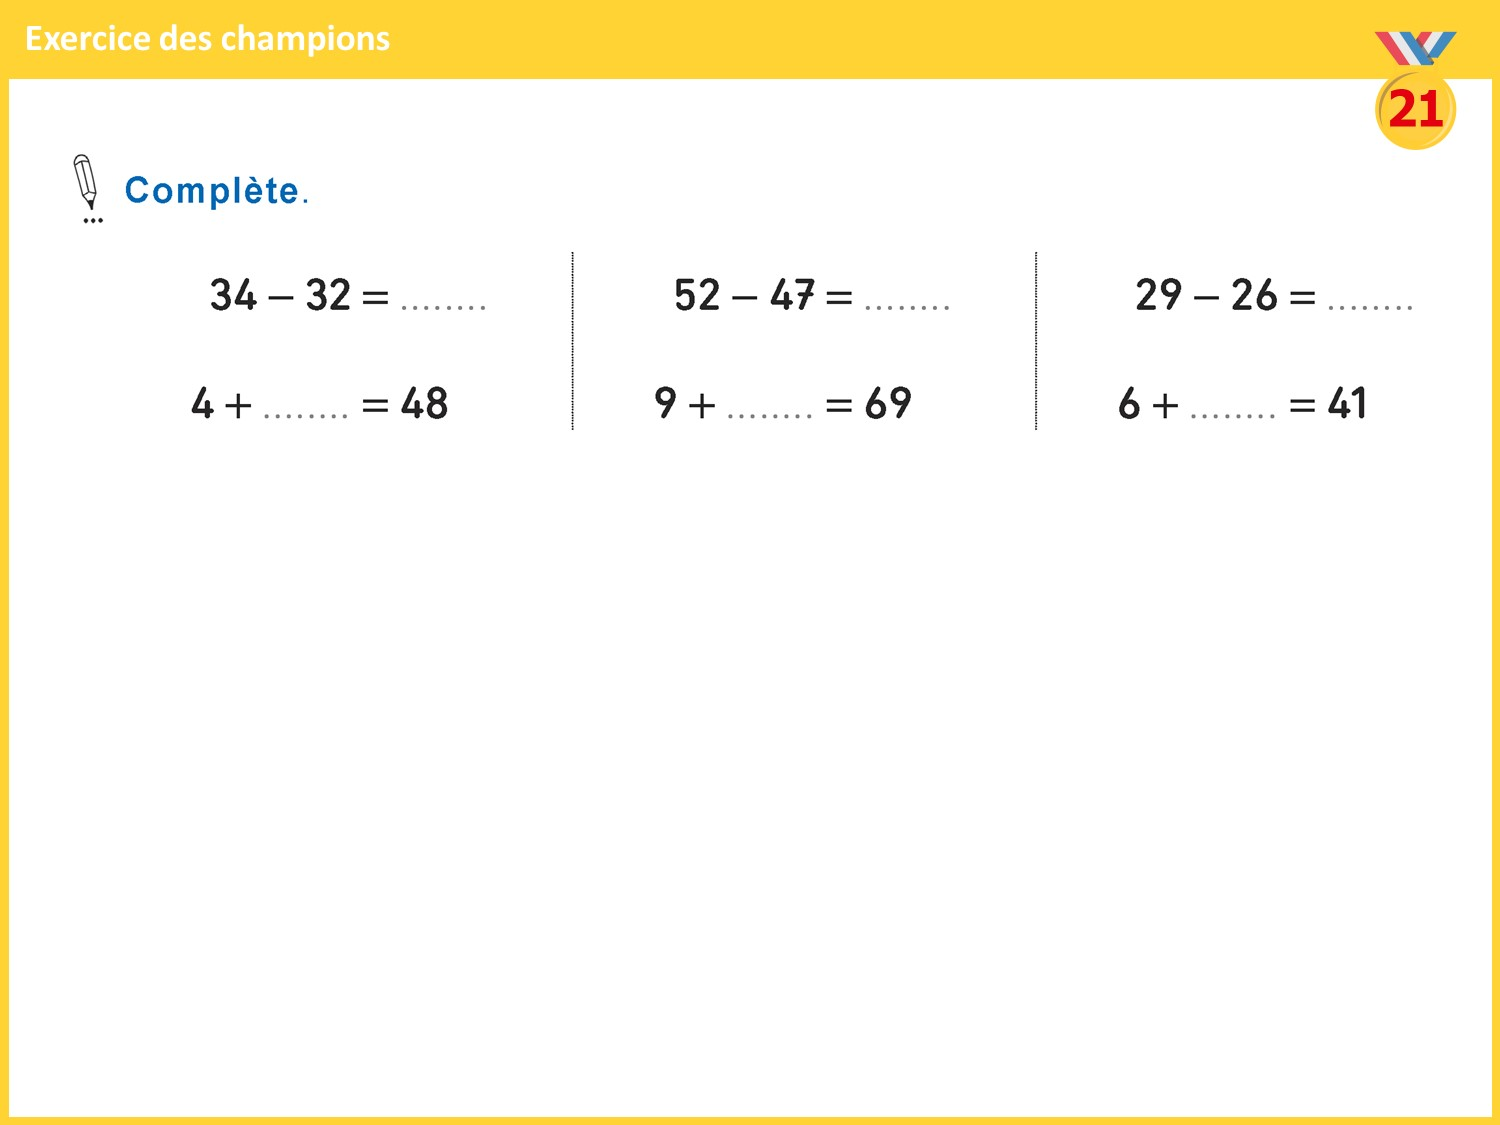 Exercice des champions
21
Complète.
34 – 32 = ........
52 – 47 = ........
29 – 26 = ........
4 + ........ = 48
9 + ........ = 69
6 + ........ = 41